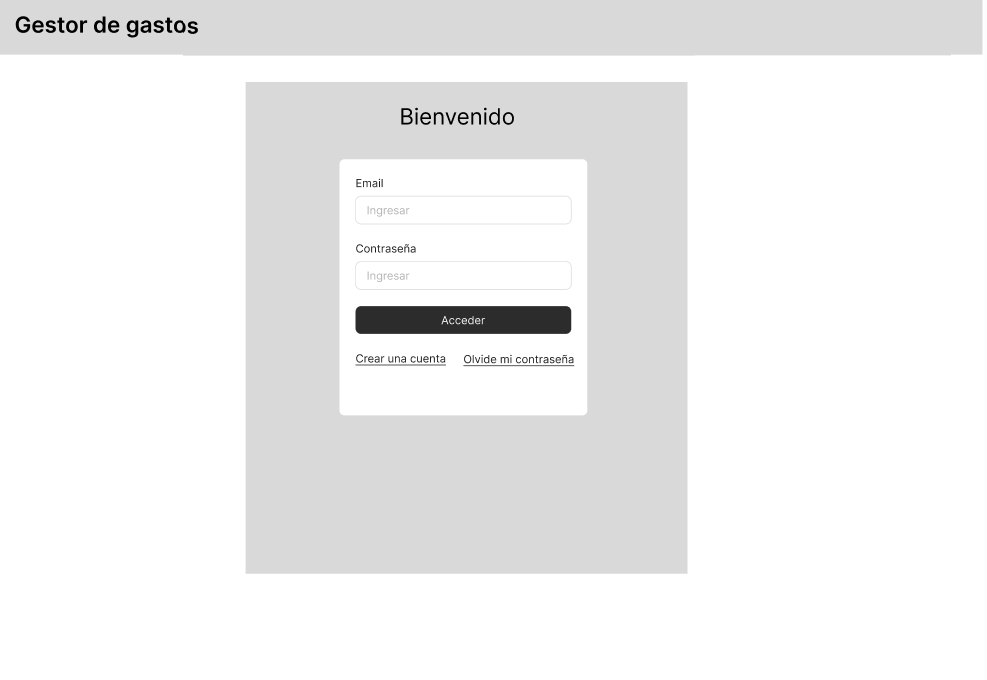 Gestor de gastos
Bienvenido
Email
Ingresar
Contraseña
Ingresar
Acceder
Crear una cuenta
Olvide mi contraseña